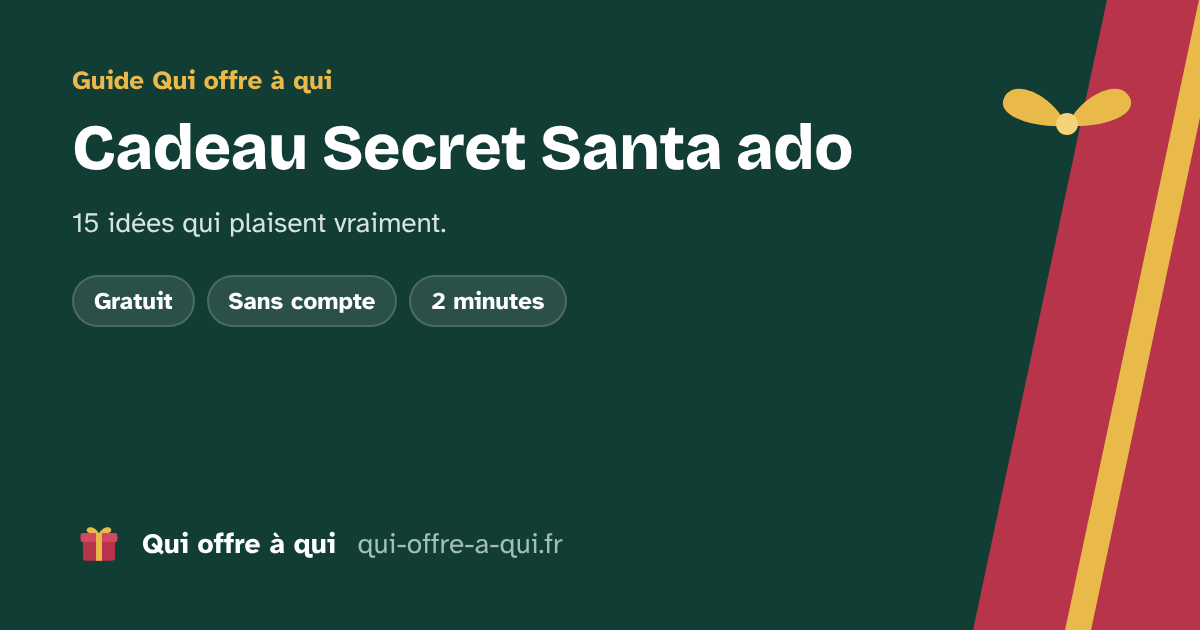 Guide Qui offre à qui
Cadeau Secret Santa ado
15 idées qui plaisent vraiment.
Gratuit Sans compte 2 minutes
Qui offre à qui qui-offre-a-qui.fr